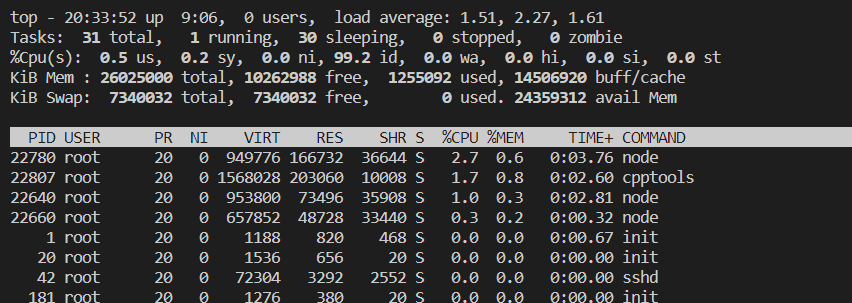 top - 20:33:52 up  9:06,  0 users,  load average: 1.51, 2.27, 1.61
Tasks:  31 total,   1 running,  30 sleeping,   0 stopped,   0 zombie
%Cpu(s):  0.5 us,  0.2 sy,  0.0 ni, 99.2 id,  0.0 wa,  0.0 hi,  0.0 si,  0.0 st
KiB Mem : 26025000 total, 10262988 free,  1255092 used, 14506920 buff/cache
KiB Swap:  7340032 total,  7340032 free,        0 used. 24359312 avail Mem
  PID USER      PR  NI    VIRT    RES    SHR S  %CPU %MEM     TIME+ COMMAND
22780 root      20   0  949776 166732  36644 S   2.7  0.6   0:03.76 node
22807 root      20   0 1568028 203060  10008 S   1.7  0.8   0:02.60 cpptools
22640 root      20   0  953800  73496  35908 S   1.0  0.3   0:02.81 node
22660 root      20   0  657852  48728  33440 S   0.3  0.2   0:00.32 node
    1 root      20   0    1188    820    468 S   0.0  0.0   0:00.67 init
   20 root      20   0    1536    656     20 S   0.0  0.0   0:00.00 init
   42 root      20   0   72304   3292   2552 S   0.0  0.0   0:00.00 sshd
  181 root      20   0    1276    380     20 S   0.0  0.0   0:00.00 init